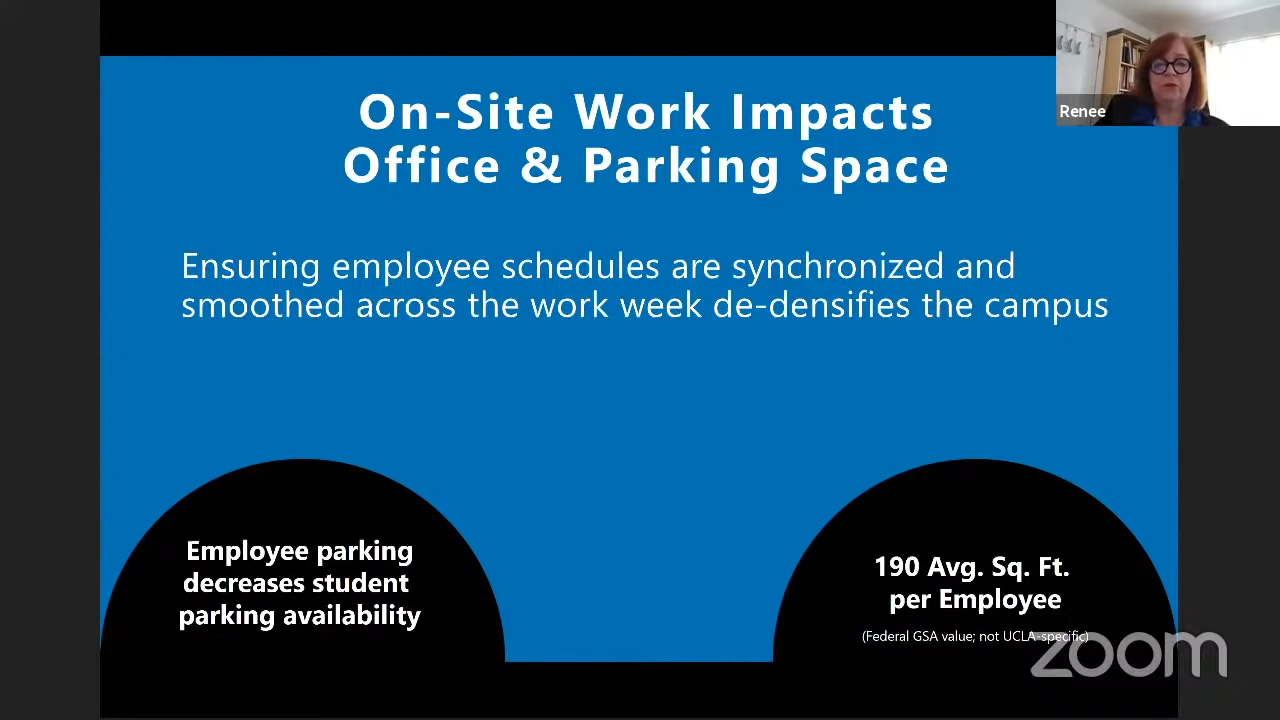 On-Site Work Impacts
Office & Parking Space
Renee
Ensuring employee schedules are synchronized and
smoothed across the work week de-densifies the campus
Employee parking
decreases student
parking availability
190 Avg. Sq. Ft.
per Employee
(Federal GSA value; not UCLA-specific)
zoom